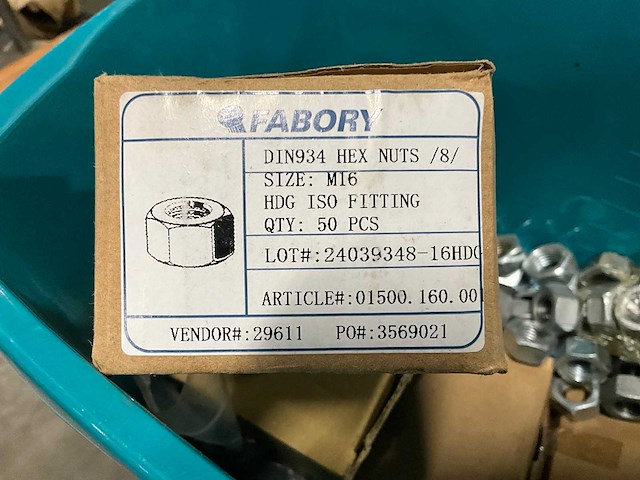 FABORY
DIN934 HEX NUTS /8/
SIZE: M16
HDG ISO FITTING
QTY: 50 PCS
LOT#:24039348-16HDG
ARTICLE#:01500.160.00
VENDOR#:29611 PO#:3569021